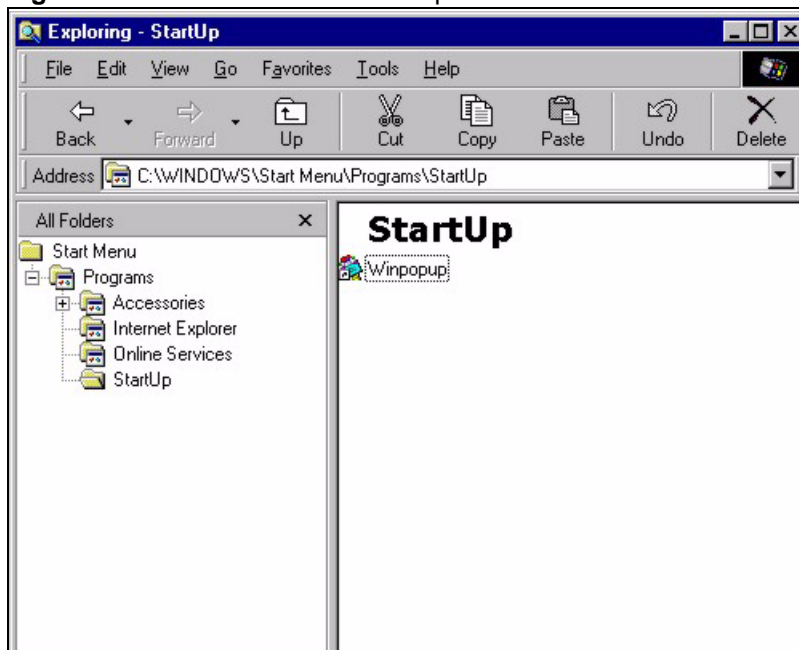 Exploring - StartUp
File Edit View Go Favorites Tools Help
Back Forward Up Cut Copy Paste Undo Delete
Address C:\WINDOWS\Start Menu\Programs\StartUp
All Folders
Start Menu
Programs
Accessories
Internet Explorer
Online Services
StartUp
StartUp
Winpopup